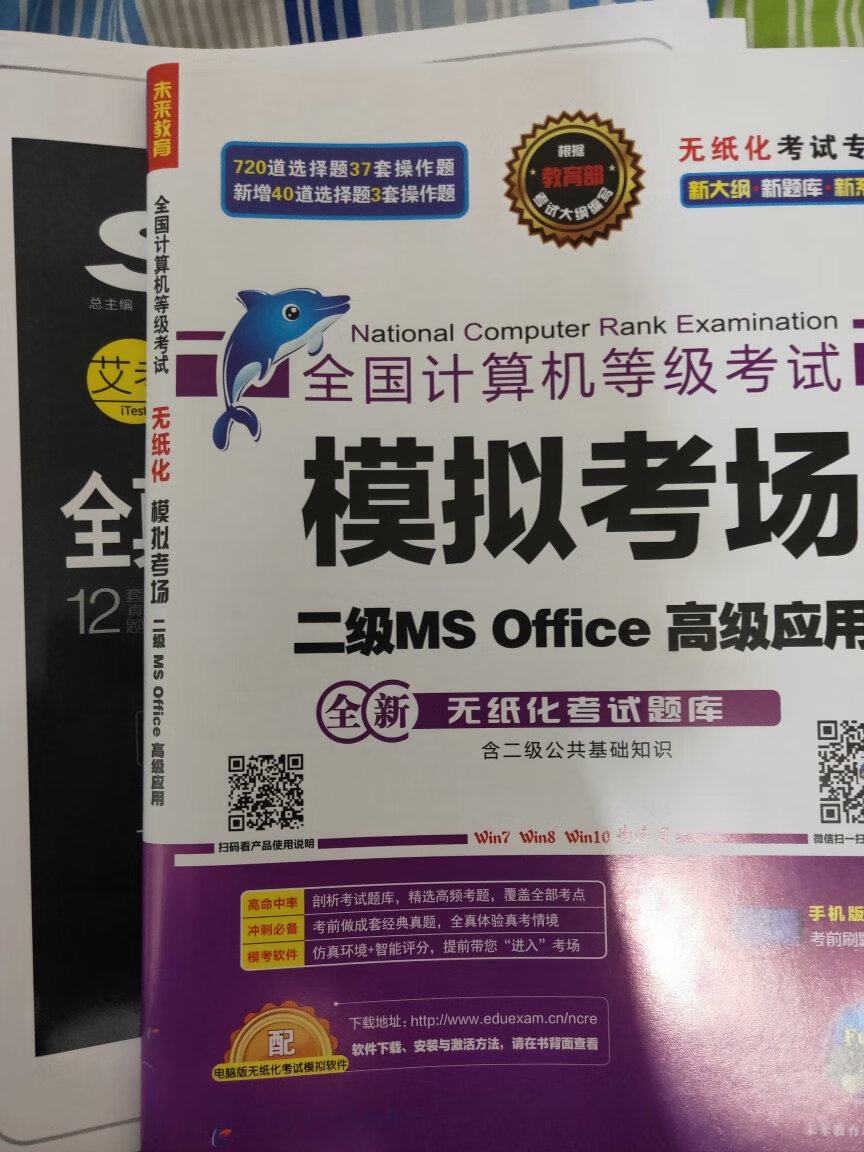 未来教育
全国计算机等级考试
无纸化
模拟考场
二级 MS Office 高级应用
720道选择题37套操作题
新增40道选择题3套操作题
根据
教育部
考试大纲编写
无纸化考试专
新大纲·新题库·新
National Computer Rank Examination
全国计算机等级考试
模拟考场
二级MS Office 高级应用
全新
无纸化考试题库
含二级公共基础知识
扫码看产品使用说明
微信扫一扫
Win7 Win8 Win10
高命中率 剖析考试题库，精选高频考题，覆盖全部考点
冲刺必备 考前做成套经典真题，全真体验真考情境
模考软件 仿真环境+智能评分，提前带您“进入”考场
手机版
考前刷题
配
电脑版无纸化考试模拟软件
下载地址：http://www.eduexam.cn/ncre
软件下载、安装与激活方法，请在书背面查看
未来教育
总主编
艾
iTest
全
12套真题